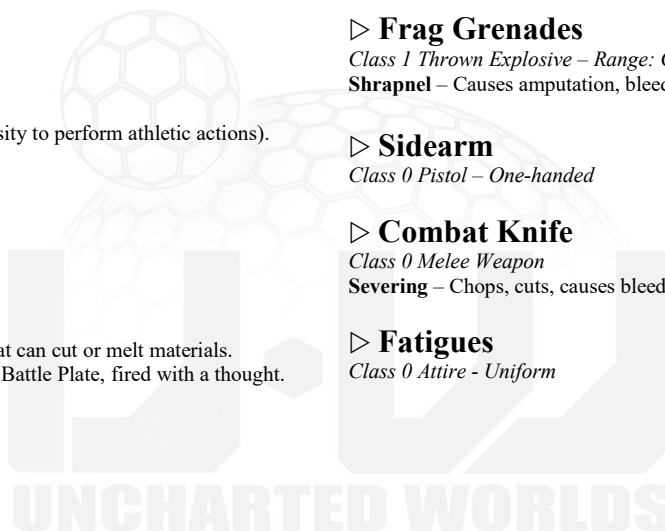 sity to perform athletic actions).
at can cut or melt materials.
Battle Plate, fired with a thought.
▷ Frag Grenades
Class 1 Thrown Explosive – Range:
Shrapnel – Causes amputation, bleed
▷ Sidearm
Class 0 Pistol – One-handed
▷ Combat Knife
Class 0 Melee Weapon
Severing – Chops, cuts, causes bleed
▷ Fatigues
Class 0 Attire - Uniform
UNCHARTED WORLDS